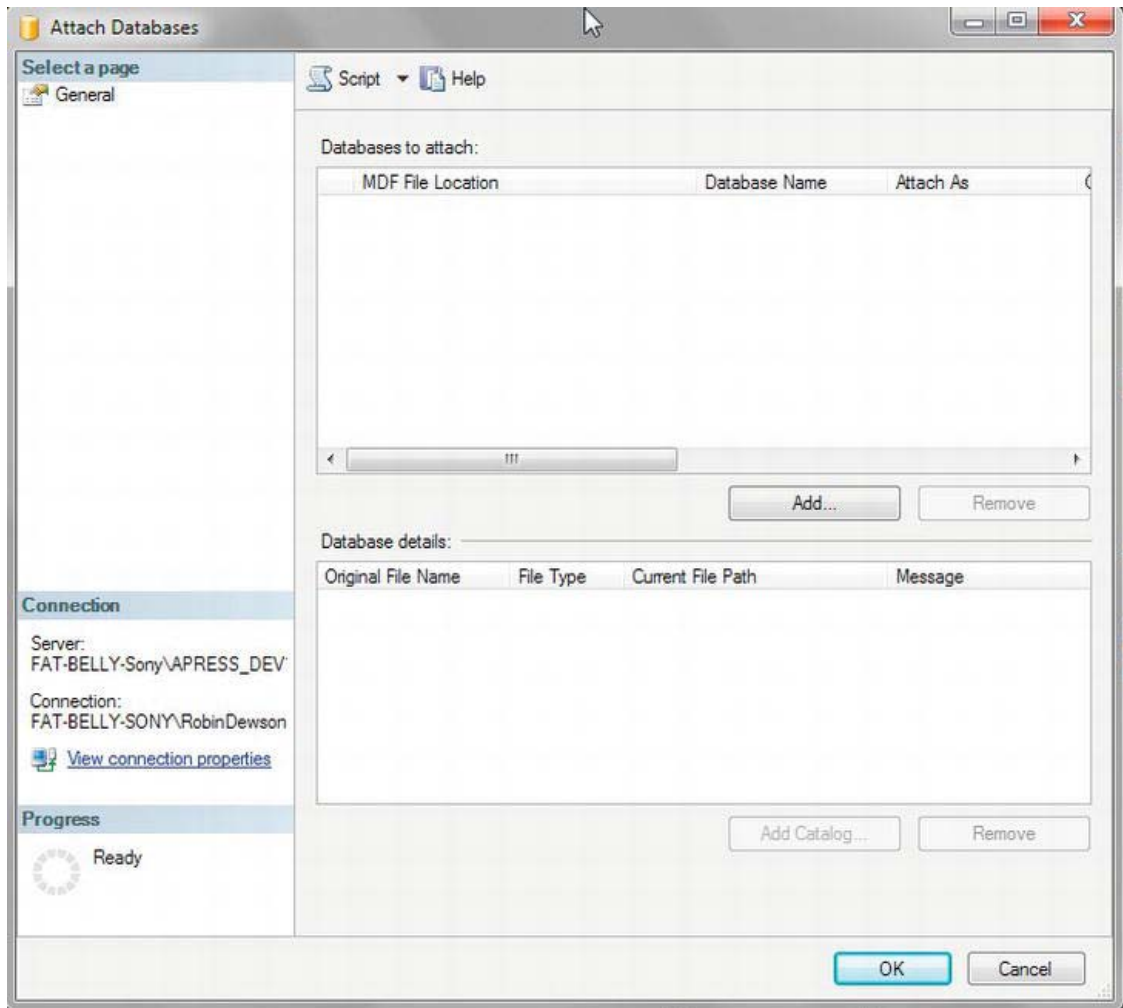 Attach Databases
Select a page
General
Script
Help
Databases to attach:
MDF File Location
Database Name
Attach As
Add...
Remove
Database details:
Original File Name
File Type
Current File Path
Message
Connection
Server:
FAT-BELLY-Sony\APRESS_DEV
Connection:
FAT-BELLY-SONY\RobinDewson
View connection properties
Progress
Ready
Add Catalog...
Remove
OK
Cancel